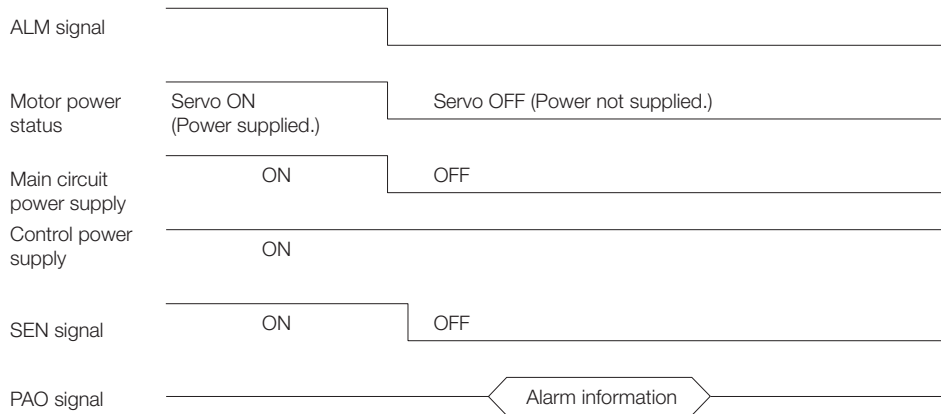 ALM signal
Motor power
status
Servo ON
(Power supplied.)
Servo OFF (Power not supplied.)
Main circuit
power supply
ON
OFF
Control power
supply
ON
SEN signal
ON
OFF
PAO signal
Alarm information